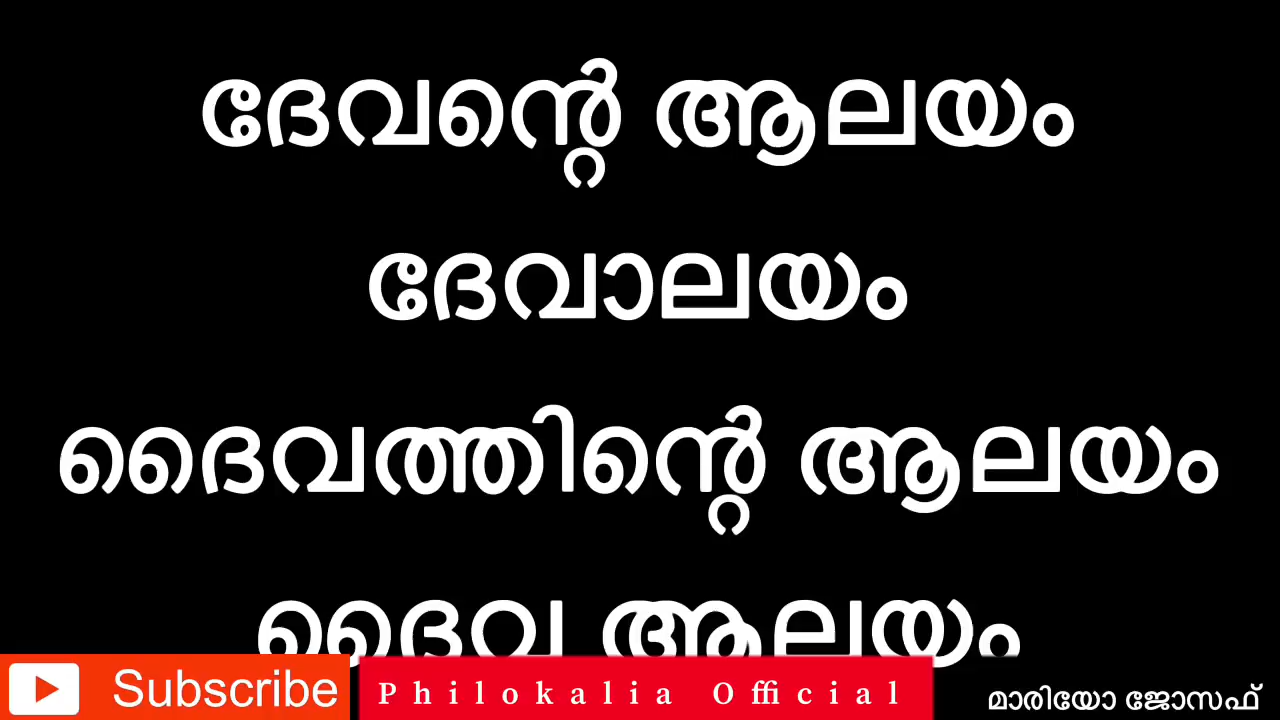 ദേവന്റെ ആലയം
ദേവാലയം
ദൈവത്തിന്റെ ആലയം
ദൈവ ആലയം
Subscribe
Philokalia Official
മാരിയോ ജോസഫ്